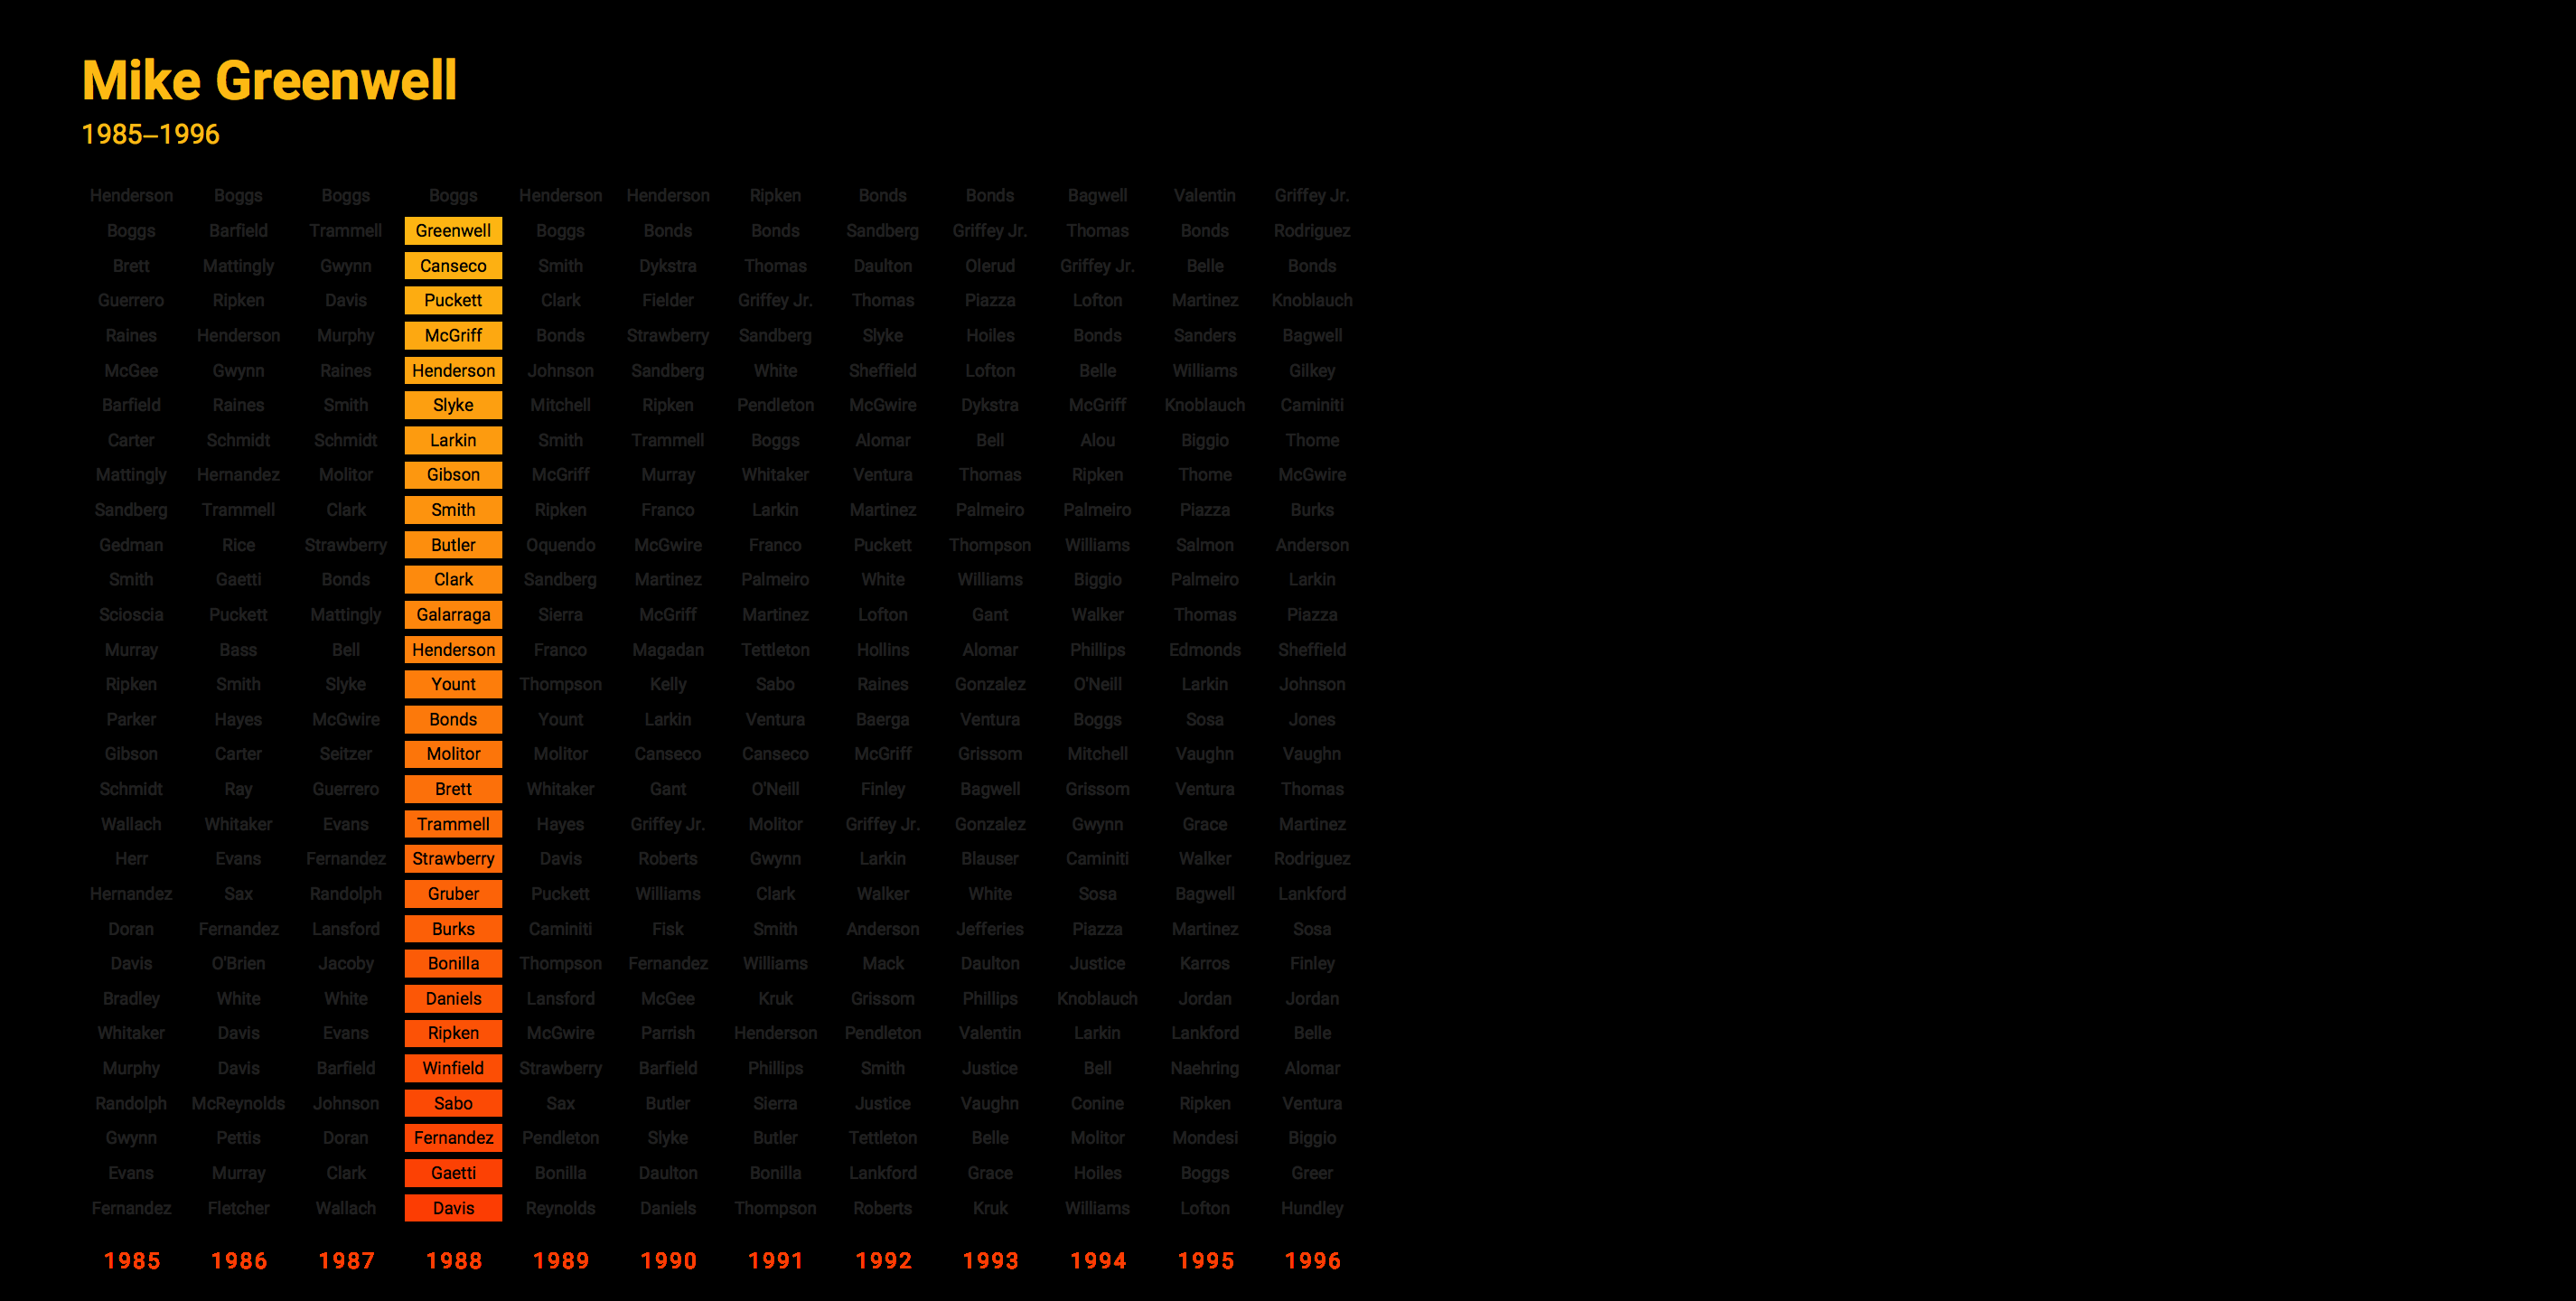 Mike Greenwell
1985–1996
Henderson Boggs Boggs Boggs Henderson Henderson Ripken Bonds Bonds Bagwell Valentin Griffey Jr.
Boggs Barfield Trammell Greenwell Boggs Bonds Bonds Sandberg Griffey Jr. Thomas Bonds Rodriguez
Brett Mattingly Gwynn Canseco Smith Dykstra Thomas Daulton Olerud Griffey Jr. Belle Bonds
Guerrero Ripken Davis Puckett Clark Fielder Griffey Jr. Thomas Piazza Lofton Martinez Knoblauch
Raines Henderson Murphy McGriff Bonds Strawberry Sandberg Slyke Hoiles Bonds Sanders Bagwell
McGee Gwynn Raines Henderson Johnson Sandberg White Sheffield Lofton Belle Williams Gilkey
Barfield Raines Smith Slyke Mitchell Ripken Pendleton McGwire Dykstra McGriff Knoblauch Caminiti
Carter Schmidt Schmidt Larkin Smith Trammell Boggs Alomar Bell Alou Biggio Thome
Mattingly Hernandez Molitor Gibson McGriff Murray Whitaker Ventura Thomas Ripken Thome McGwire
Sandberg Trammell Clark Smith Ripken Franco Larkin Martinez Palmeiro Palmeiro Piazza Burks
Gedman Rice Strawberry Butler Oquendo McGwire Franco Puckett Thompson Williams Salmon Anderson
Smith Gaetti Bonds Clark Sandberg Martinez Palmeiro White Williams Biggio Palmeiro Larkin
Scioscia Puckett Mattingly Galarraga Sierra McGriff Martinez Lofton Gant Walker Thomas Piazza
Murray Bass Bell Henderson Franco Magadan Tettleton Hollins Alomar Phillips Edmonds Sheffield
Ripken Smith Slyke Yount Thompson Kelly Sabo Raines Gonzalez O'Neill Larkin Johnson
Parker Hayes McGwire Bonds Yount Larkin Ventura Baerga Ventura Boggs Sosa Jones
Gibson Carter Seitzer Molitor Molitor Canseco Canseco McGriff Grissom Mitchell Vaughn Vaughn
Schmidt Ray Guerrero Brett Whitaker Gant O'Neill Finley Bagwell Grissom Ventura Thomas
Wallach Whitaker Evans Trammell Hayes Griffey Jr. Molitor Griffey Jr. Gonzalez Gwynn Grace Martinez
Herr Evans Fernandez Strawberry Davis Roberts Gwynn Larkin Blauser Caminiti Walker Rodriguez
Hernandez Sax Randolph Gruber Puckett Williams Clark Walker White Sosa Bagwell Lankford
Doran Fernandez Lansford Burks Caminiti Fisk Smith Anderson Jefferies Piazza Martinez Sosa
Davis O'Brien Jacoby Bonilla Thompson Fernandez Williams Mack Daulton Justice Karros Finley
Bradley White White Daniels Lansford McGee Kruk Grissom Phillips Knoblauch Jordan Jordan
Whitaker Davis Evans Ripken McGwire Parrish Henderson Pendleton Valentin Larkin Lankford Belle
Murphy Davis Barfield Winfield Strawberry Barfield Phillips Smith Justice Bell Naehring Alomar
Randolph McReynolds Johnson Sabo Sax Butler Sierra Justice Vaughn Conine Ripken Ventura
Gwynn Pettis Doran Fernandez Pendleton Slyke Butler Tettleton Belle Molitor Mondesi Biggio
Evans Murray Clark Gaetti Bonilla Daulton Bonilla Lankford Grace Hoiles Boggs Greer
Fernandez Fletcher Wallach Davis Reynolds Daniels Thompson Roberts Kruk Williams Lofton Hundley
1985 1986 1987 1988 1989 1990 1991 1992 1993 1994 1995 1996